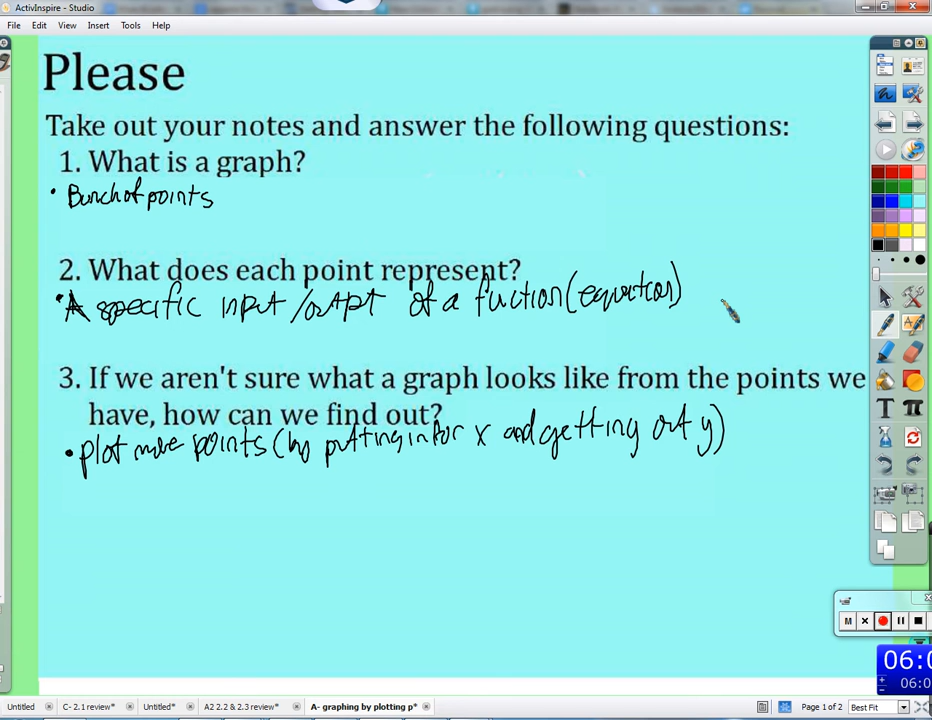 ActivInspire - Studio
File Edit View Insert Tools Help
Please
Take out your notes and answer the following questions:
1. What is a graph?
• Bunch of points
2. What does each point represent?
• A specific input/output of a fuction (equation)
3. If we aren't sure what a graph looks like from the points we
have, how can we find out?
• plot more points (by putting in for x and getting out y)
M
06:0
06:0
Untitled C- 2.1 review* Untitled* A2 2.2 & 2.3 review* A- graphing by plotting p* Page 1 of 2 Best Fit